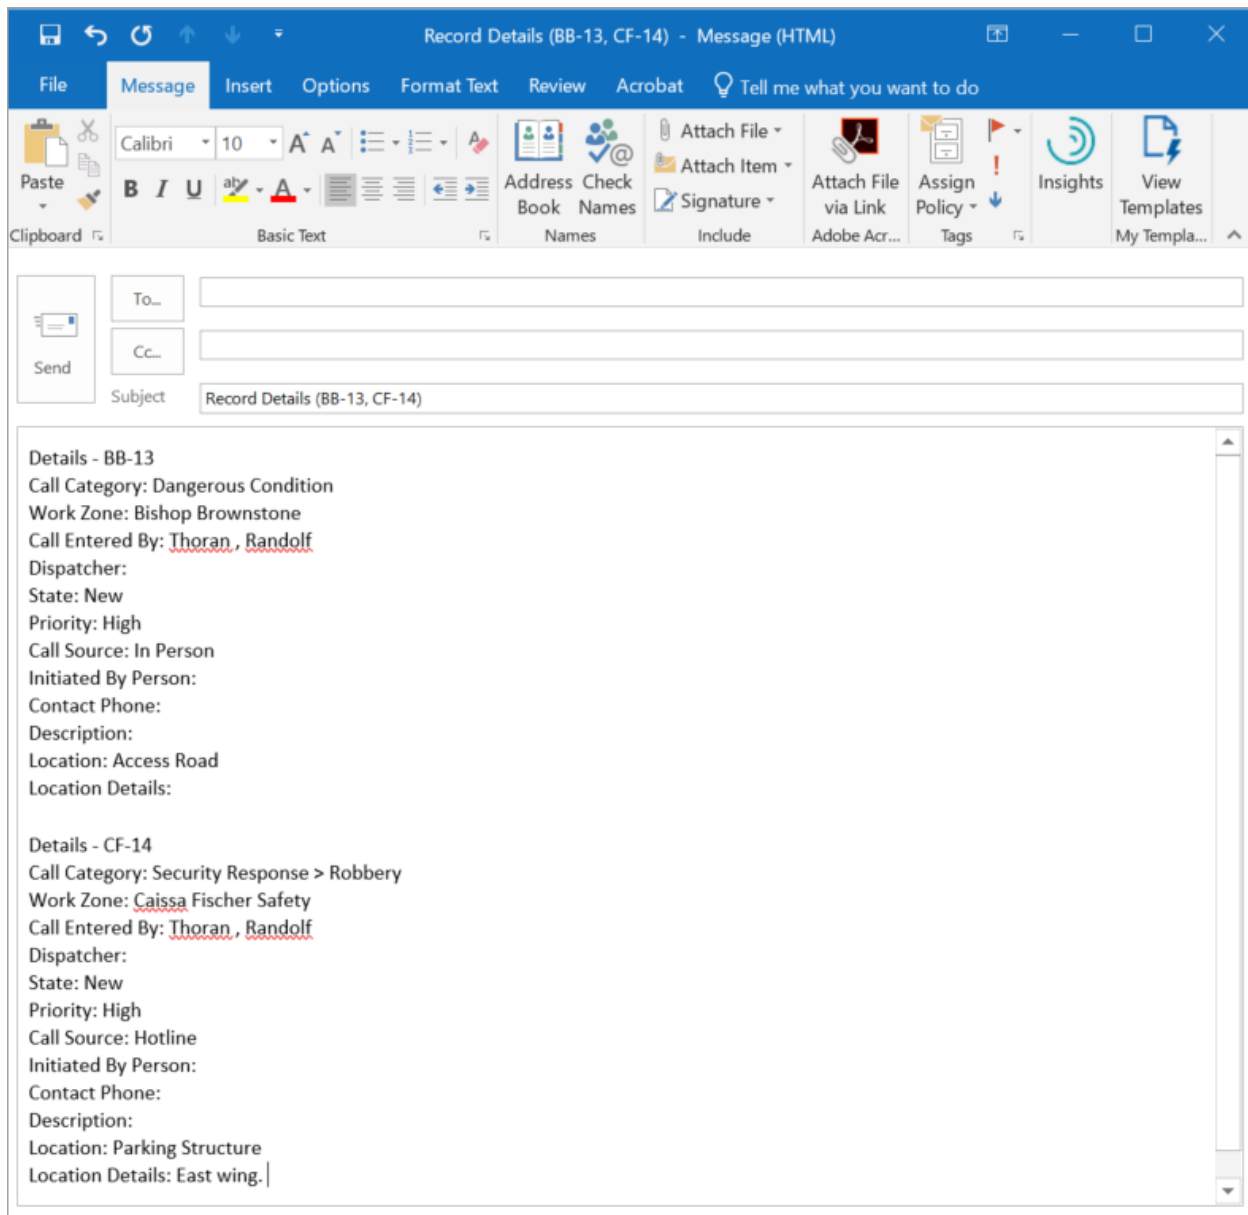 Record Details (BB-13, CF-14) - Message (HTML)
File Message Insert Options Format Text Review Acrobat Tell me what you want to do
Calibri 10
Paste
B I U
Address Book
Check Names
Attach File
Attach Item
Signature
Attach File via Link
Assign Policy
Insights
View Templates
Clipboard Basic Text Names Include Adobe Acr... Tags My Templa...
Send
To...
Cc...
Subject Record Details (BB-13, CF-14)
Details - BB-13
Call Category: Dangerous Condition
Work Zone: Bishop Brownstone
Call Entered By: Thoran , Randolf
Dispatcher:
State: New
Priority: High
Call Source: In Person
Initiated By Person:
Contact Phone:
Description:
Location: Access Road
Location Details:
Details - CF-14
Call Category: Security Response > Robbery
Work Zone: Caissa Fischer Safety
Call Entered By: Thoran , Randolf
Dispatcher:
State: New
Priority: High
Call Source: Hotline
Initiated By Person:
Contact Phone:
Description:
Location: Parking Structure
Location Details: East wing.